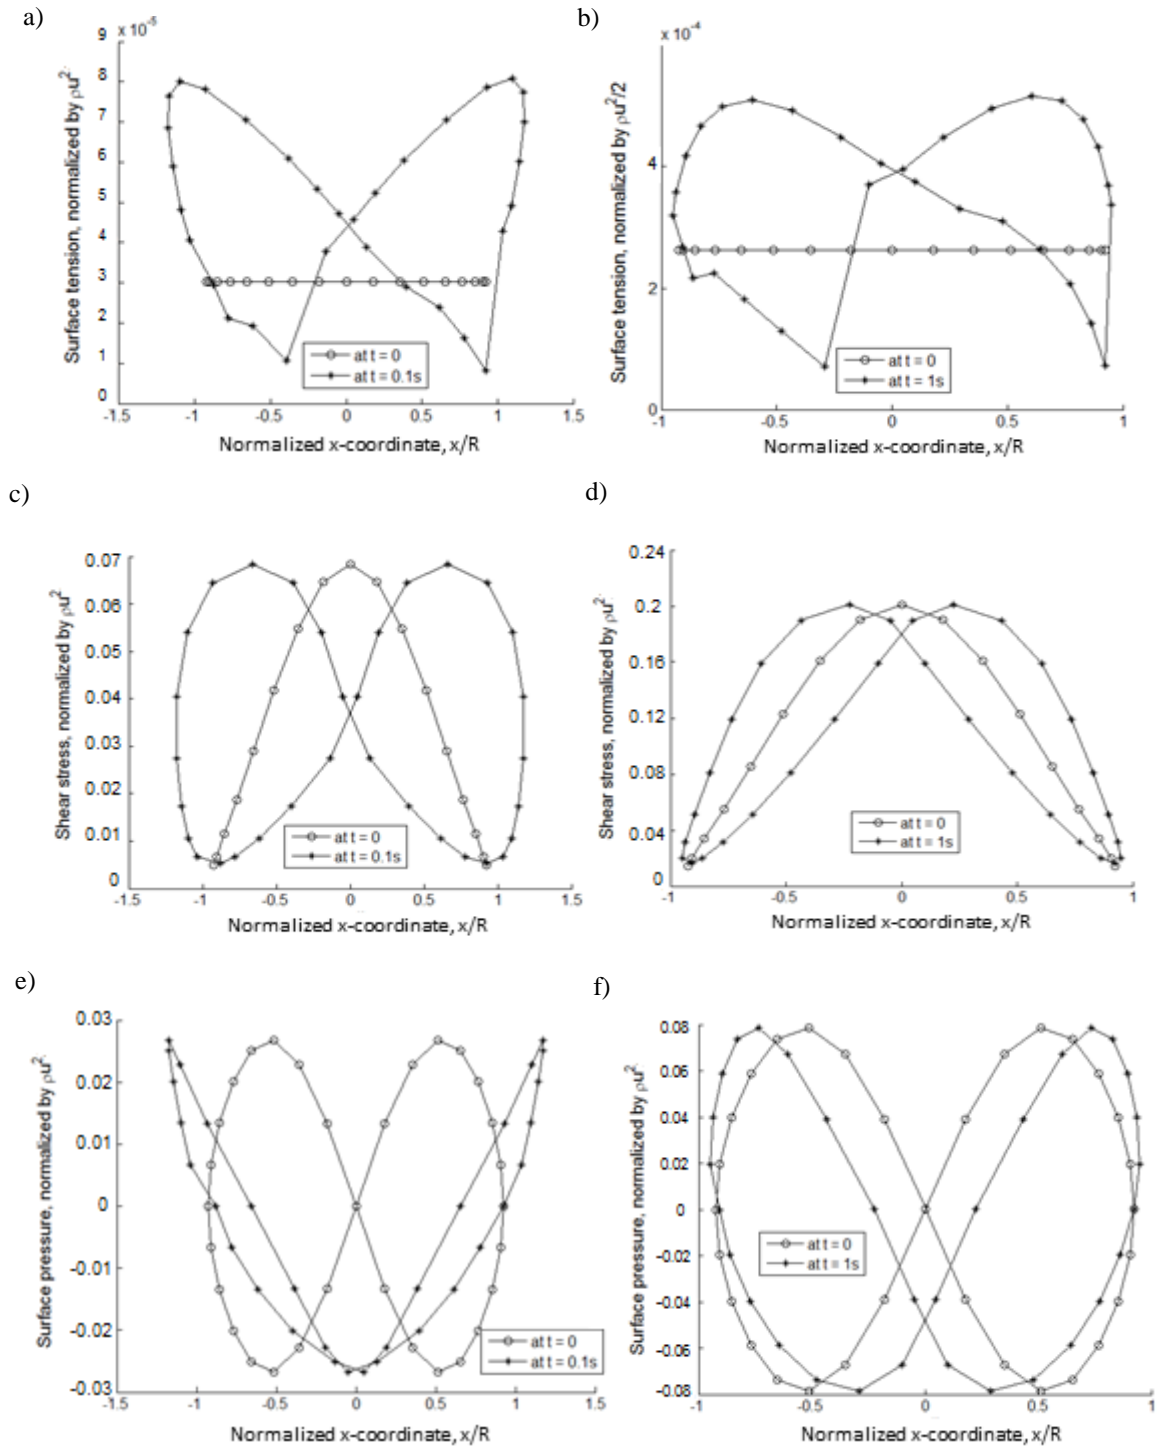 a)
x 10⁻⁵
9
8
7
6
5
4
3
2
1
0
-1.5
-1
-0.5
0
0.5
1
1.5
Surface tension, normalized by ρu²
Normalized x-coordinate, x/R
at t = 0
at t = 0.1s
b)
x 10⁻⁴
4
2
0
-1
-0.5
0
0.5
1
Surface tension, normalized by ρu²/2
Normalized x-coordinate, x/R
at t = 0
at t = 1s
c)
0.07
0.06
0.05
0.04
0.03
0.02
0.01
0
-1.5
-1
-0.5
0
0.5
1
1.5
Shear stress, normalized by ρu²
Normalized x-coordinate, x/R
at t = 0
at t = 0.1s
d)
0.24
0.2
0.16
0.12
0.08
0.04
0
-1
-0.5
0
0.5
1
Shear stress, normalized by ρu²
Normalized x-coordinate, x/R
at t = 0
at t = 1s
e)
0.03
0.02
0.01
0
-0.01
-0.02
-0.03
-1.5
-1
-0.5
0
0.5
1
1.5
Surface pressure, normalized by ρu²
Normalized x-coordinate, x/R
at t = 0
at t = 0.1s
f)
0.08
0.06
0.04
0.02
0
-0.02
-0.04
-0.06
-0.08
-1
-0.5
0
0.5
1
Surface pressure, normalized by ρu²
Normalized x-coordinate, x/R
at t = 0
at t = 1s